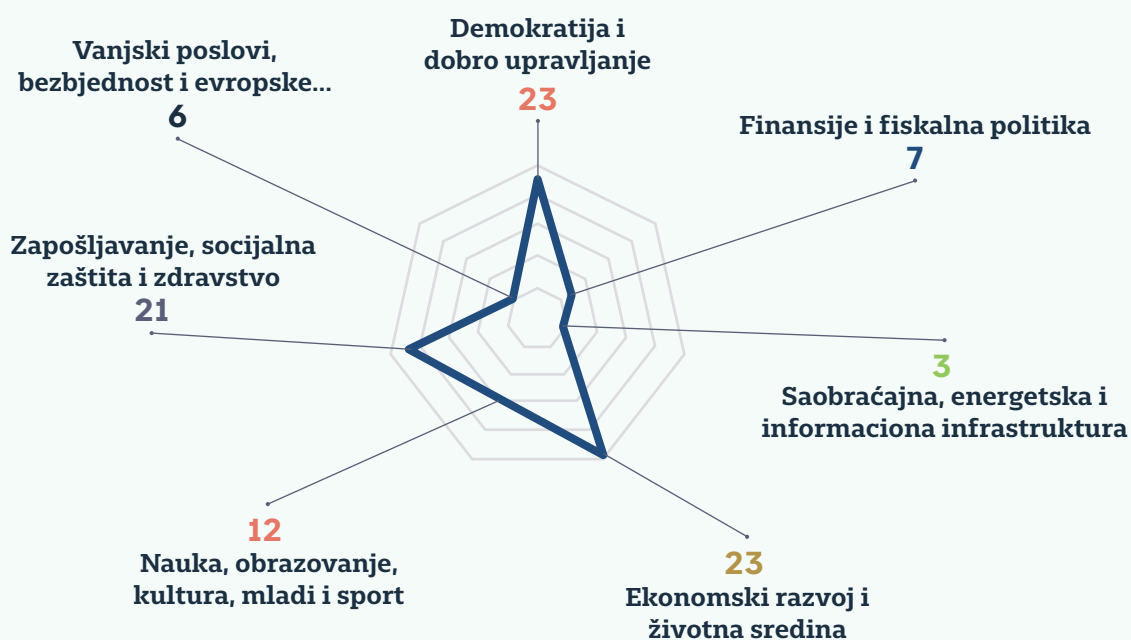 Demokratija i
dobro upravljanje
23
Vanjski poslovi,
bezbjednost i evropske...
6
Finansije i fiskalna politika
7
Zapošljavanje, socijalna
zaštita i zdravstvo
21
3
Saobraćajna, energetska i
informaciona infrastruktura
12
Nauka, obrazovanje,
kultura, mladi i sport
23
Ekonomski razvoj i
životna sredina